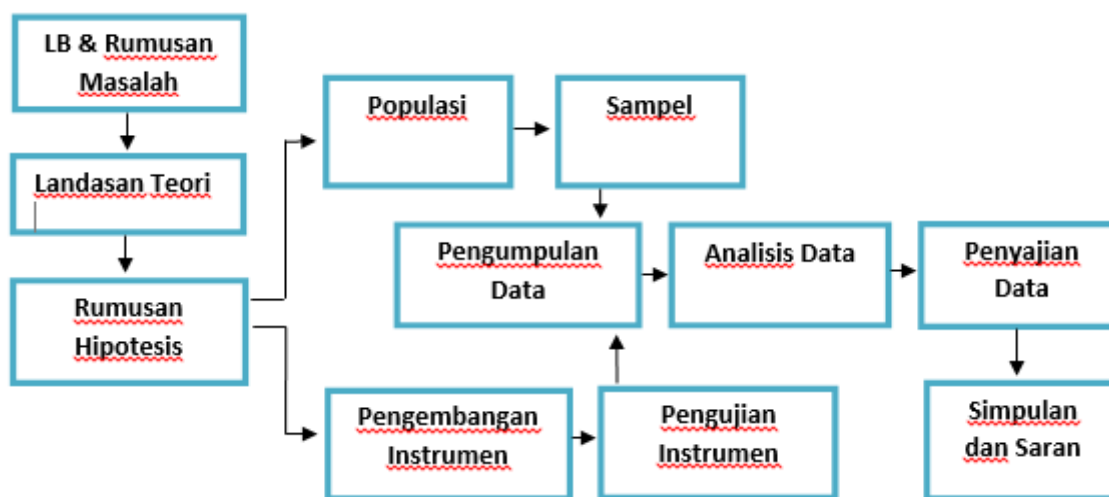 LB & Rumusan
Masalah
Landasan Teori
Rumusan
Hipotesis
Populasi
Sampel
Pengumpulan
Data
Analisis Data
Penyajian
Data
Pengembangan
Instrumen
Pengujian
Instrumen
Simpulan
dan Saran